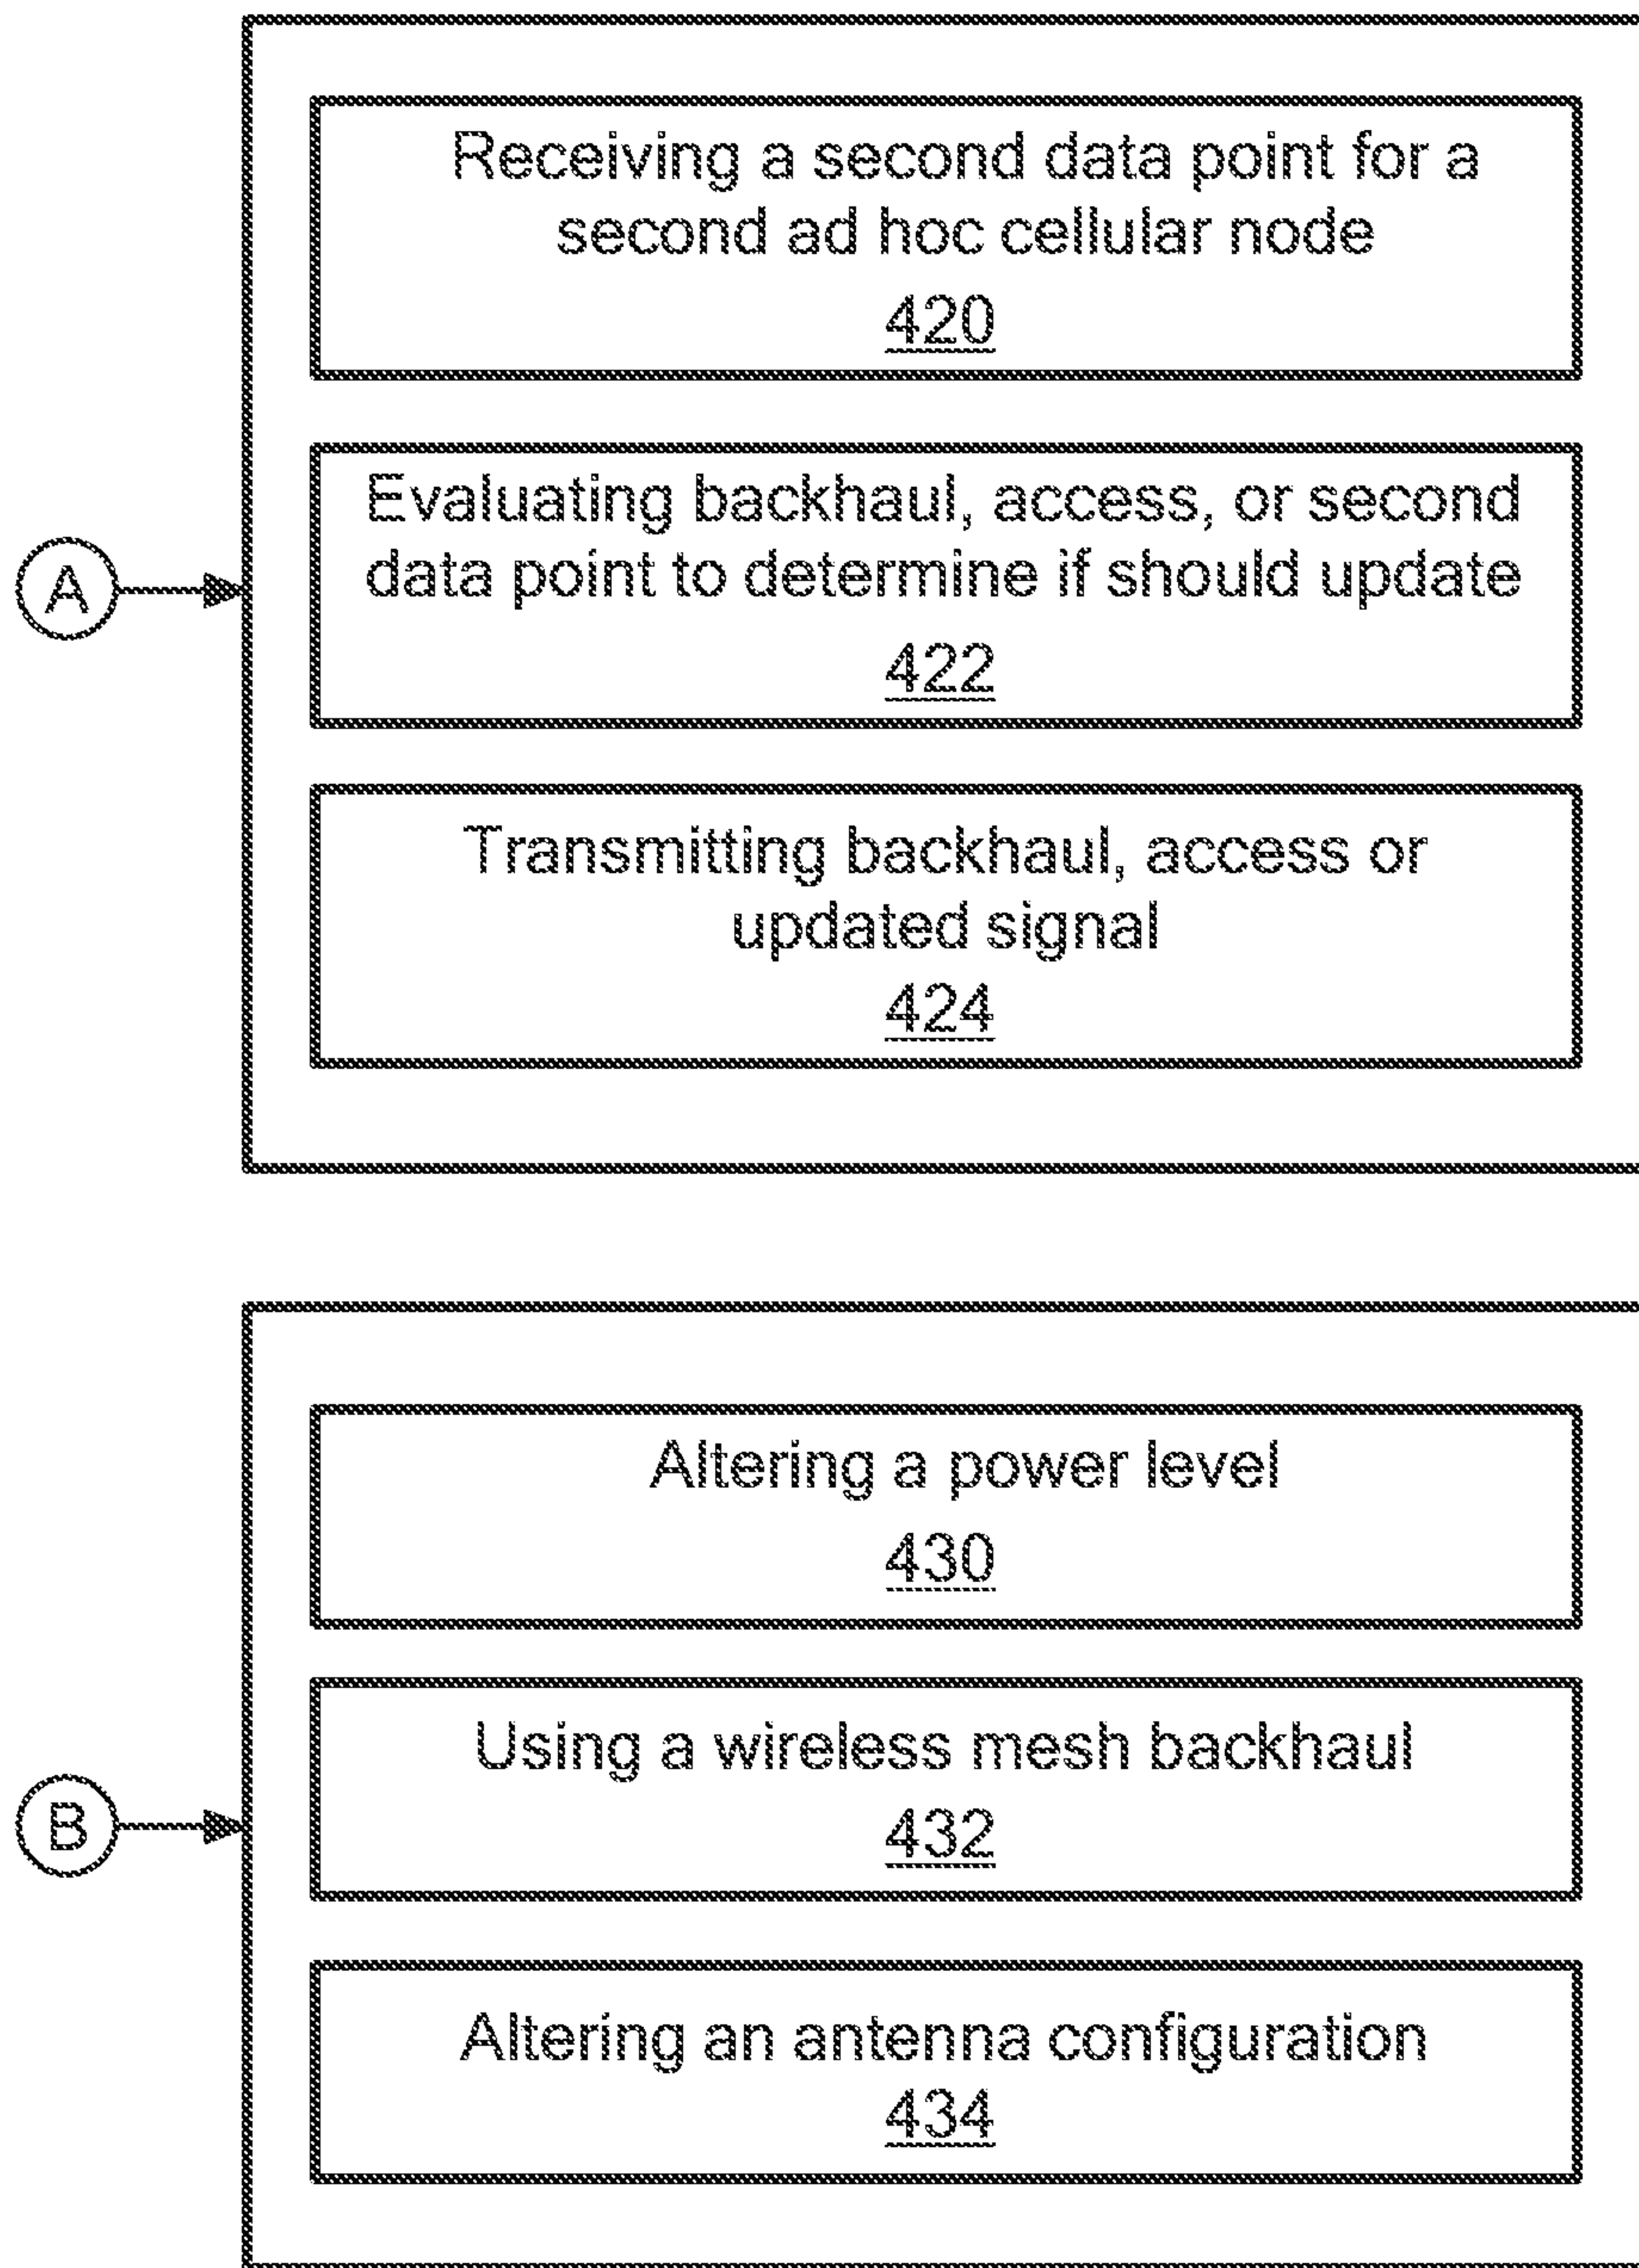 Receiving a second data point for a
second ad hoc cellular node
420
A
Evaluating backhaul, access, or second
data point to determine if should update
422
Transmitting backhaul, access or
updated signal
424
Altering a power level
430
B
Using a wireless mesh backhaul
432
Altering an antenna configuration
434